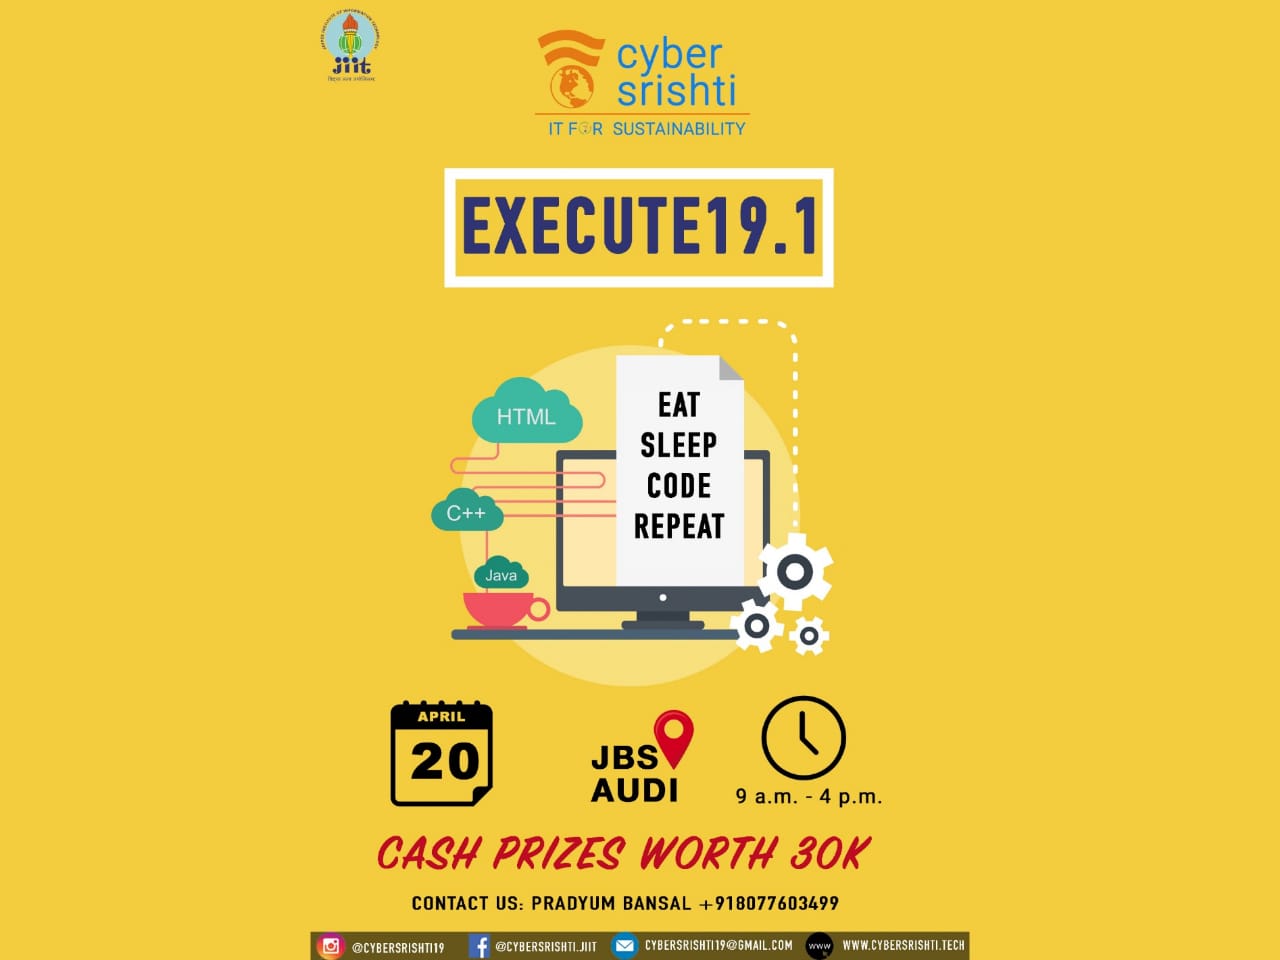 jiit
cyber
srishti
IT FOR SUSTAINABILITY
EXECUTE19.1
HTML
C++
Java
EAT
SLEEP
CODE
REPEAT
APRIL
20
JBS
AUDI
9 a.m. - 4 p.m.
CASH PRIZES WORTH 30K
CONTACT US: PRADYUM BANSAL +918077603499
@CYBERSRISHTI19 @CYBERSRISHTI.JIIT CYBERSRISHTI19@GMAIL.COM www WWW.CYBERSRISHTI.TECH